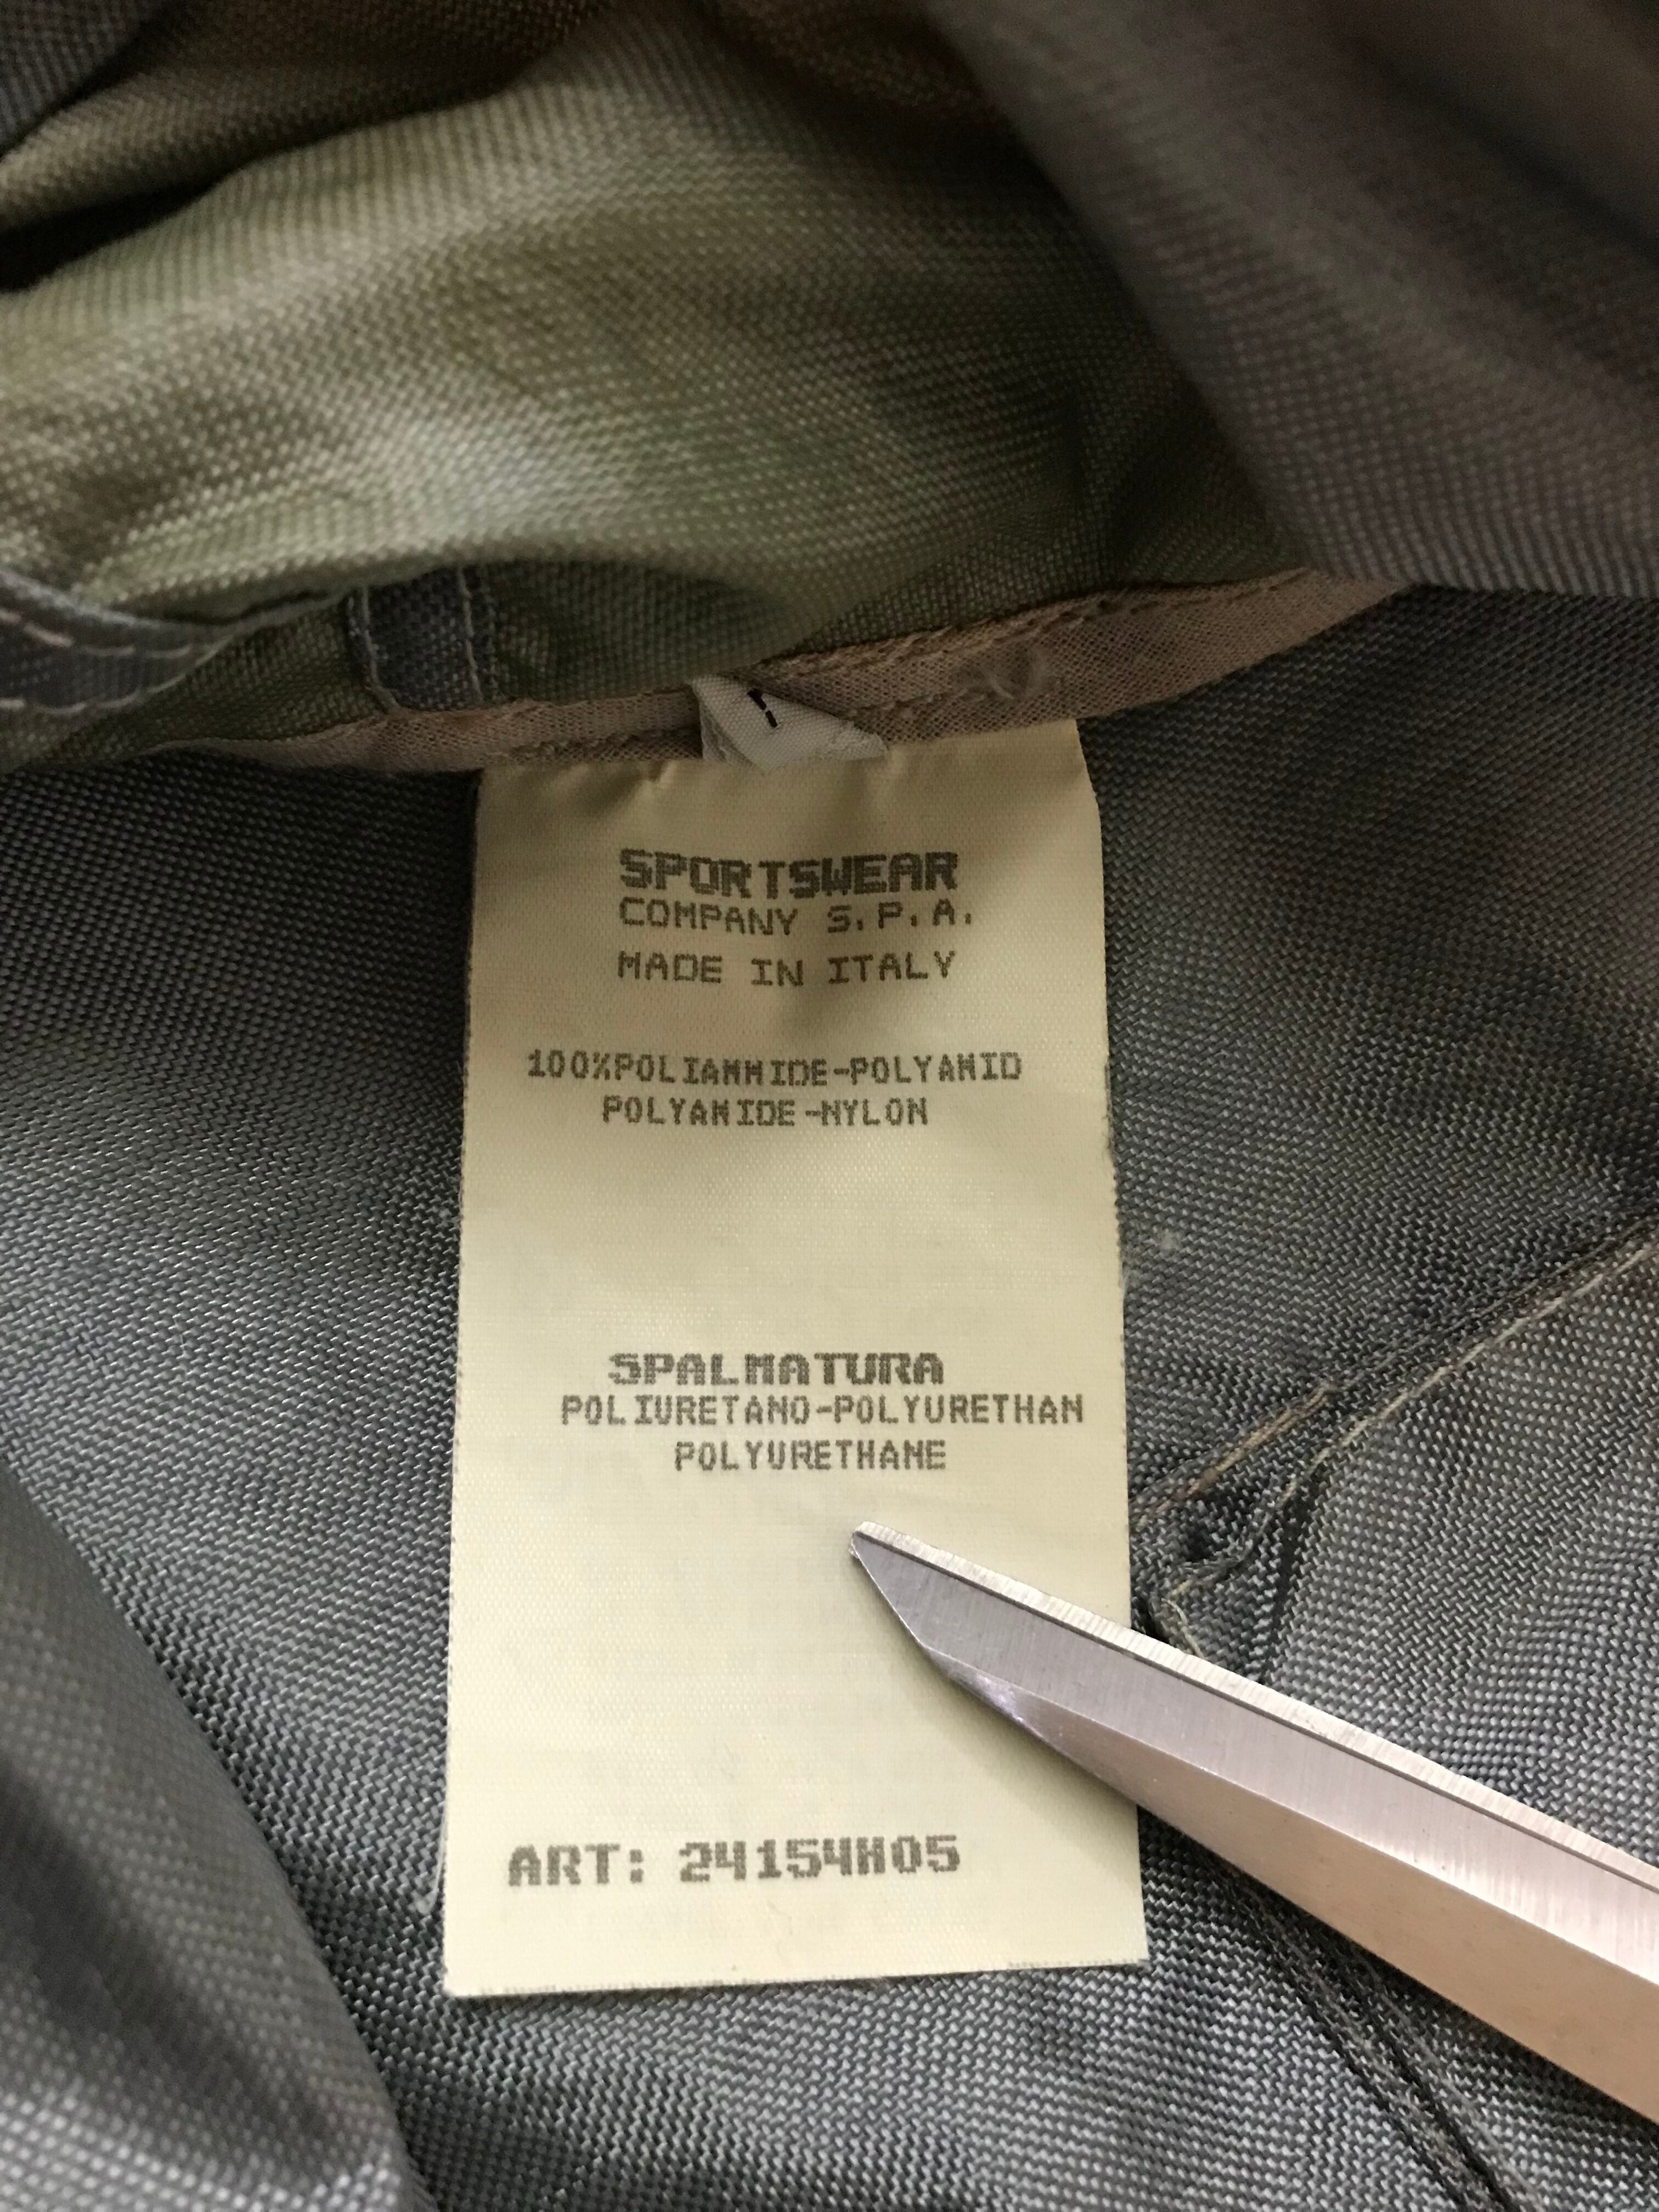 SPORTSWEAR
COMPANY S.P.A.
MADE IN ITALY
100%POLIAMMIDE-POLYAMID
POLYAMIDE-NYLON
SPALMATURA
POLIURETANO-POLYURETHAN
POLYURETHANE
ART: 24154H05